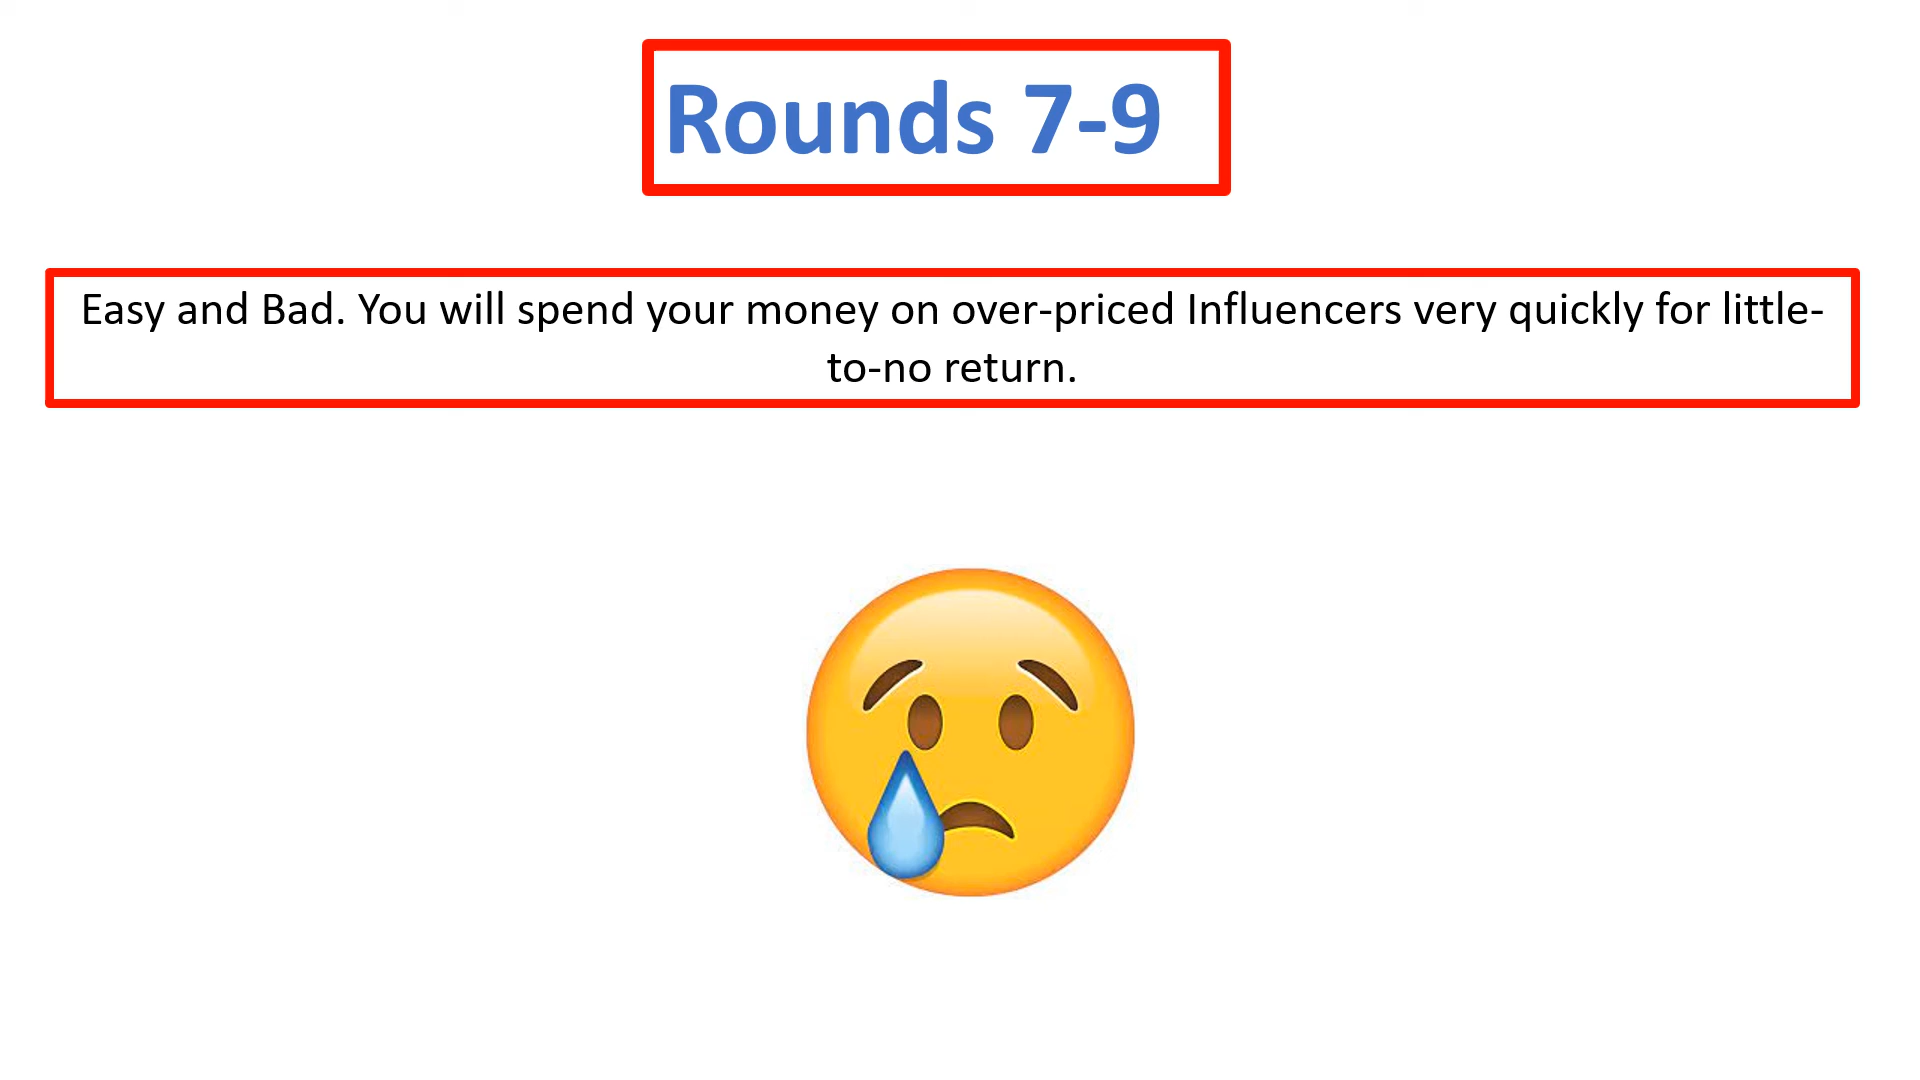 Rounds 7-9
Easy and Bad. You will spend your money on over-priced Influencers very quickly for little-
to-no return.